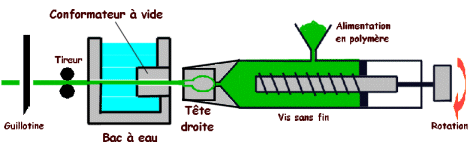 Conformateur à vide
Alimentation
en polymère
Tireur
Guillotine
Bac à eau
Tête
droite
Vis sans fin
Rotation